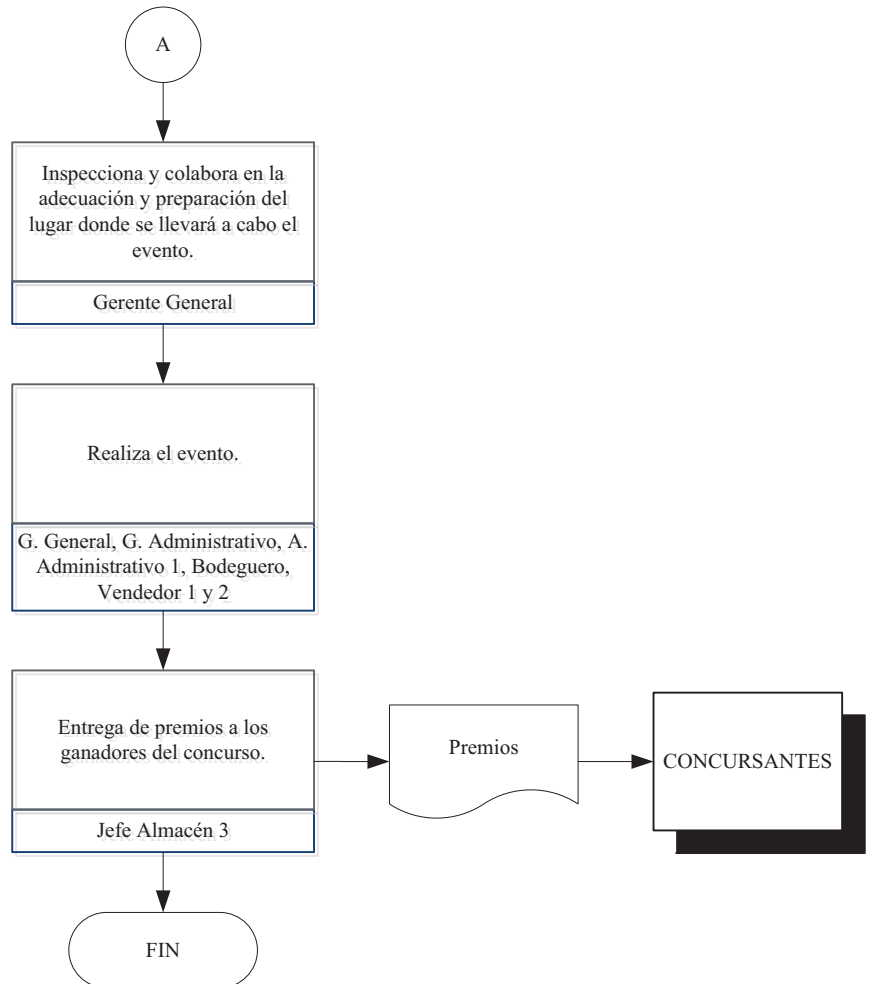 A
Inspecciona y colabora en la
adecuación y preparación del
lugar donde se llevará a cabo el
evento.
Gerente General
Realiza el evento.
G. General, G. Administrativo, A.
Administrativo 1, Bodeguero,
Vendedor 1 y 2
Entrega de premios a los
ganadores del concurso.
Jefe Almacén 3
Premios
CONCURSANTES
FIN